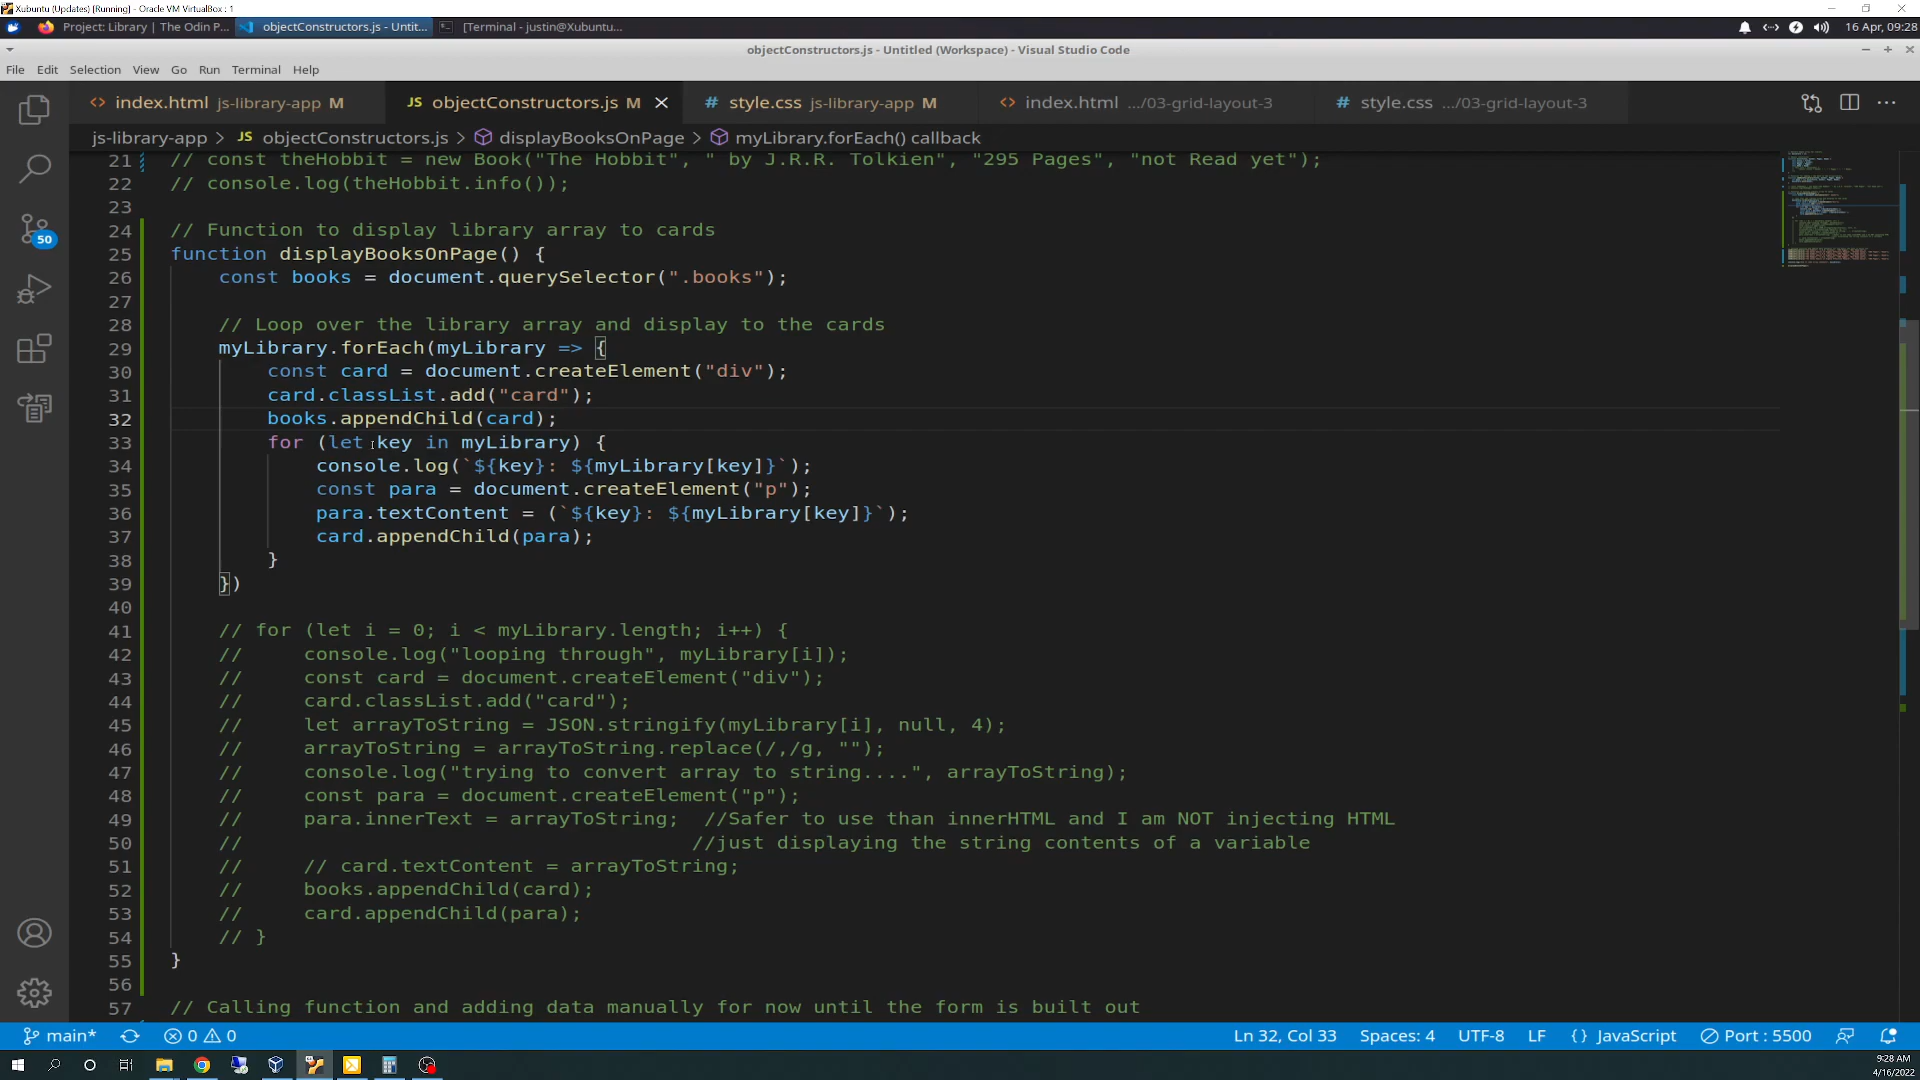 Xubuntu (Updates) [Running] - Oracle VM VirtualBox : 1
Project: Library | The Odin P... objectConstructors.js - Untit... [Terminal - justin@Xubuntu... 16 Apr, 09:28
objectConstructors.js - Untitled (Workspace) - Visual Studio Code
File Edit Selection View Go Run Terminal Help
<> index.html js-library-app M JS objectConstructors.js M # style.css js-library-app M <> index.html .../03-grid-layout-3 # style.css .../03-grid-layout-3
js-library-app > JS objectConstructors.js > displayBooksOnPage > myLibrary.forEach() callback
21 // const theHobbit = new Book("The Hobbit", " by J.R.R. Tolkien", "295 Pages", "not Read yet");
22 // console.log(theHobbit.info());
23
24 // Function to display library array to cards
25 function displayBooksOnPage() {
26 const books = document.querySelector(".books");
27
28 // Loop over the library array and display to the cards
29 myLibrary.forEach(myLibrary => {
30 const card = document.createElement("div");
31 card.classList.add("card");
32 books.appendChild(card);
33 for (let key in myLibrary) {
34 console.log(`${key}: ${myLibrary[key]}`);
35 const para = document.createElement("p");
36 para.textContent = (`${key}: ${myLibrary[key]}`);
37 card.appendChild(para);
38 }
39 })
40
41 // for (let i = 0; i < myLibrary.length; i++) {
42 // console.log("looping through", myLibrary[i]);
43 // const card = document.createElement("div");
44 // card.classList.add("card");
45 // let arrayToString = JSON.stringify(myLibrary[i], null, 4);
46 // arrayToString = arrayToString.replace(/,/g, "");
47 // console.log("trying to convert array to string....", arrayToString);
48 // const para = document.createElement("p");
49 // para.innerText = arrayToString; //Safer to use than innerHTML and I am NOT injecting HTML
50 // //just displaying the string contents of a variable
51 // // card.textContent = arrayToString;
52 // books.appendChild(card);
53 // card.appendChild(para);
54 // }
55 }
56
57 // Calling function and adding data manually for now until the form is built out
50
main* 0 0 Ln 32, Col 33 Spaces: 4 UTF-8 LF {} JavaScript Port : 5500
9:28 AM
4/16/2022